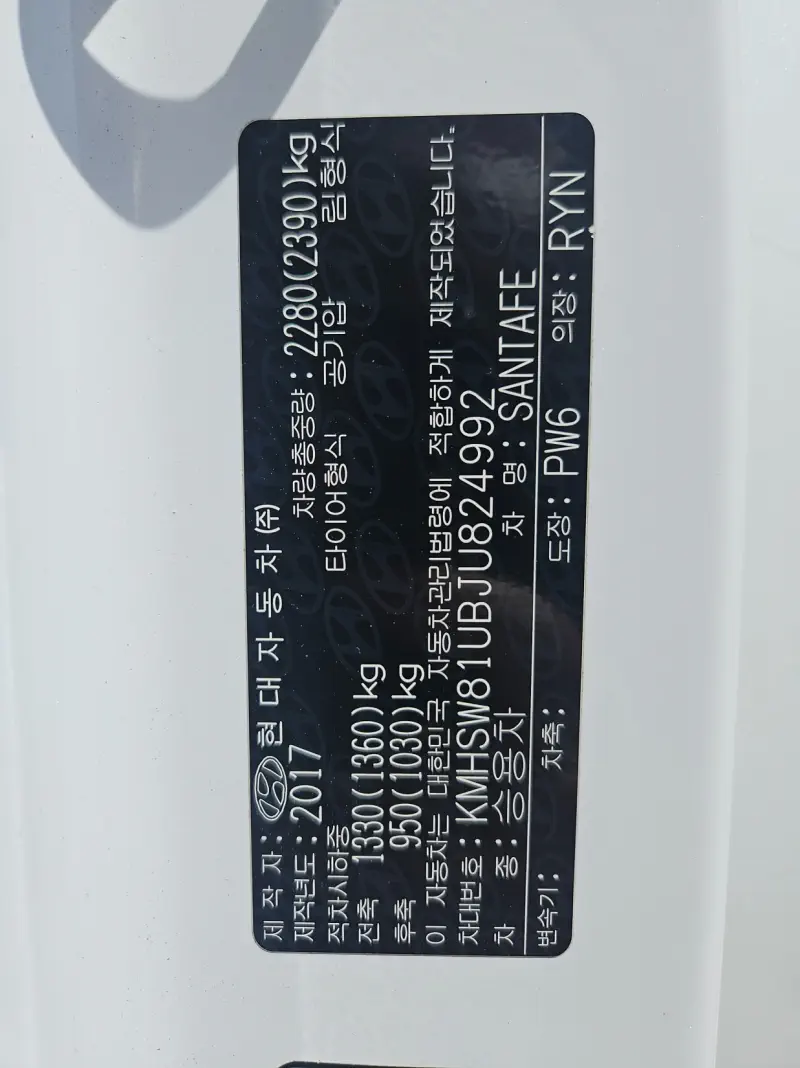 제 작 자 : 현 대 자 동 차 (주)
제작년도 : 2017 차량총중량 : 2280(2390)kg
적차시하중 타이어형식 공기압 림형식
전축 1330(1360)kg
후축 950(1030)kg
이 자동차는 대한민국 자동차관리법령에 적합하게 제작되었습니다.
차대번호 : KMHSW81UBJU824992
차 종 : 승용차 차 명 : SANTAFE
변속기 : 차축 : 도장 : PW6 의장 : RYN